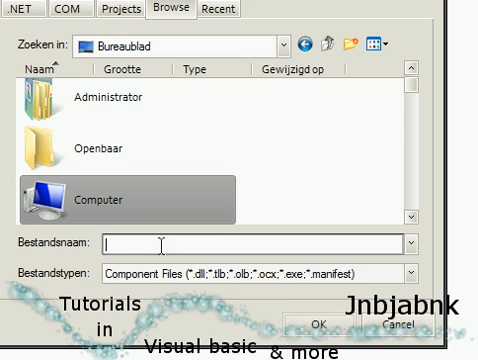 .NET COM Projects Browse Recent
Zoeken in: Bureaublad
Naam Grootte Type Gewijzigd op
Administrator
Openbaar
Computer
Bestandsnaam:
Bestandstypen: Component Files (*.dll;*.tlb;*.olb;*.ocx;*.exe;*.manifest)
Tutorials
in
Visual basic
& more
Jnbjabnk
OK Cancel